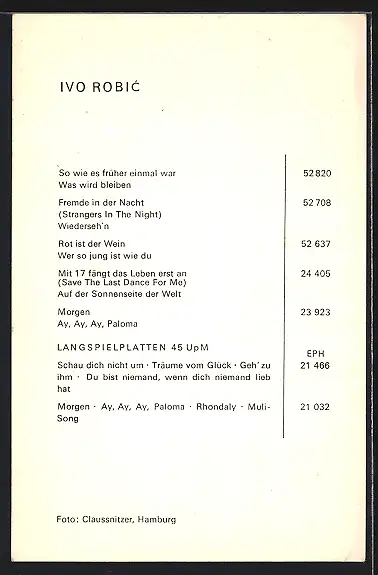 IVO ROBIĆ
So wie es früher einmal war 52 820
Was wird bleiben
Fremde in der Nacht 52 708
(Strangers In The Night)
Wiederseh'n
Rot ist der Wein 52 637
Wer so jung ist wie du
Mit 17 fängt das Leben erst an 24 405
(Save The Last Dance For Me)
Auf der Sonnenseite der Welt
Morgen 23 923
Ay, Ay, Ay, Paloma
LANGSPIELPLATTEN 45 UpM
EPH
Schau dich nicht um · Träume vom Glück · Geh' zu 21 466
ihm · Du bist niemand, wenn dich niemand lieb
hat
Morgen · Ay, Ay, Ay, Paloma · Rhondaly · Muli- 21 032
Song
Foto: Claussnitzer, Hamburg